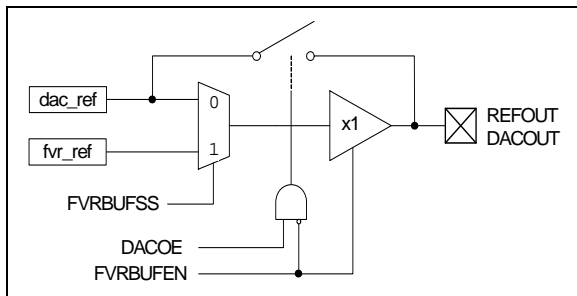 dac_ref
0
x1
REFOUT
DACOUT
fvr_ref
1
FVRBUFSS
DACOE
FVRBUFEN